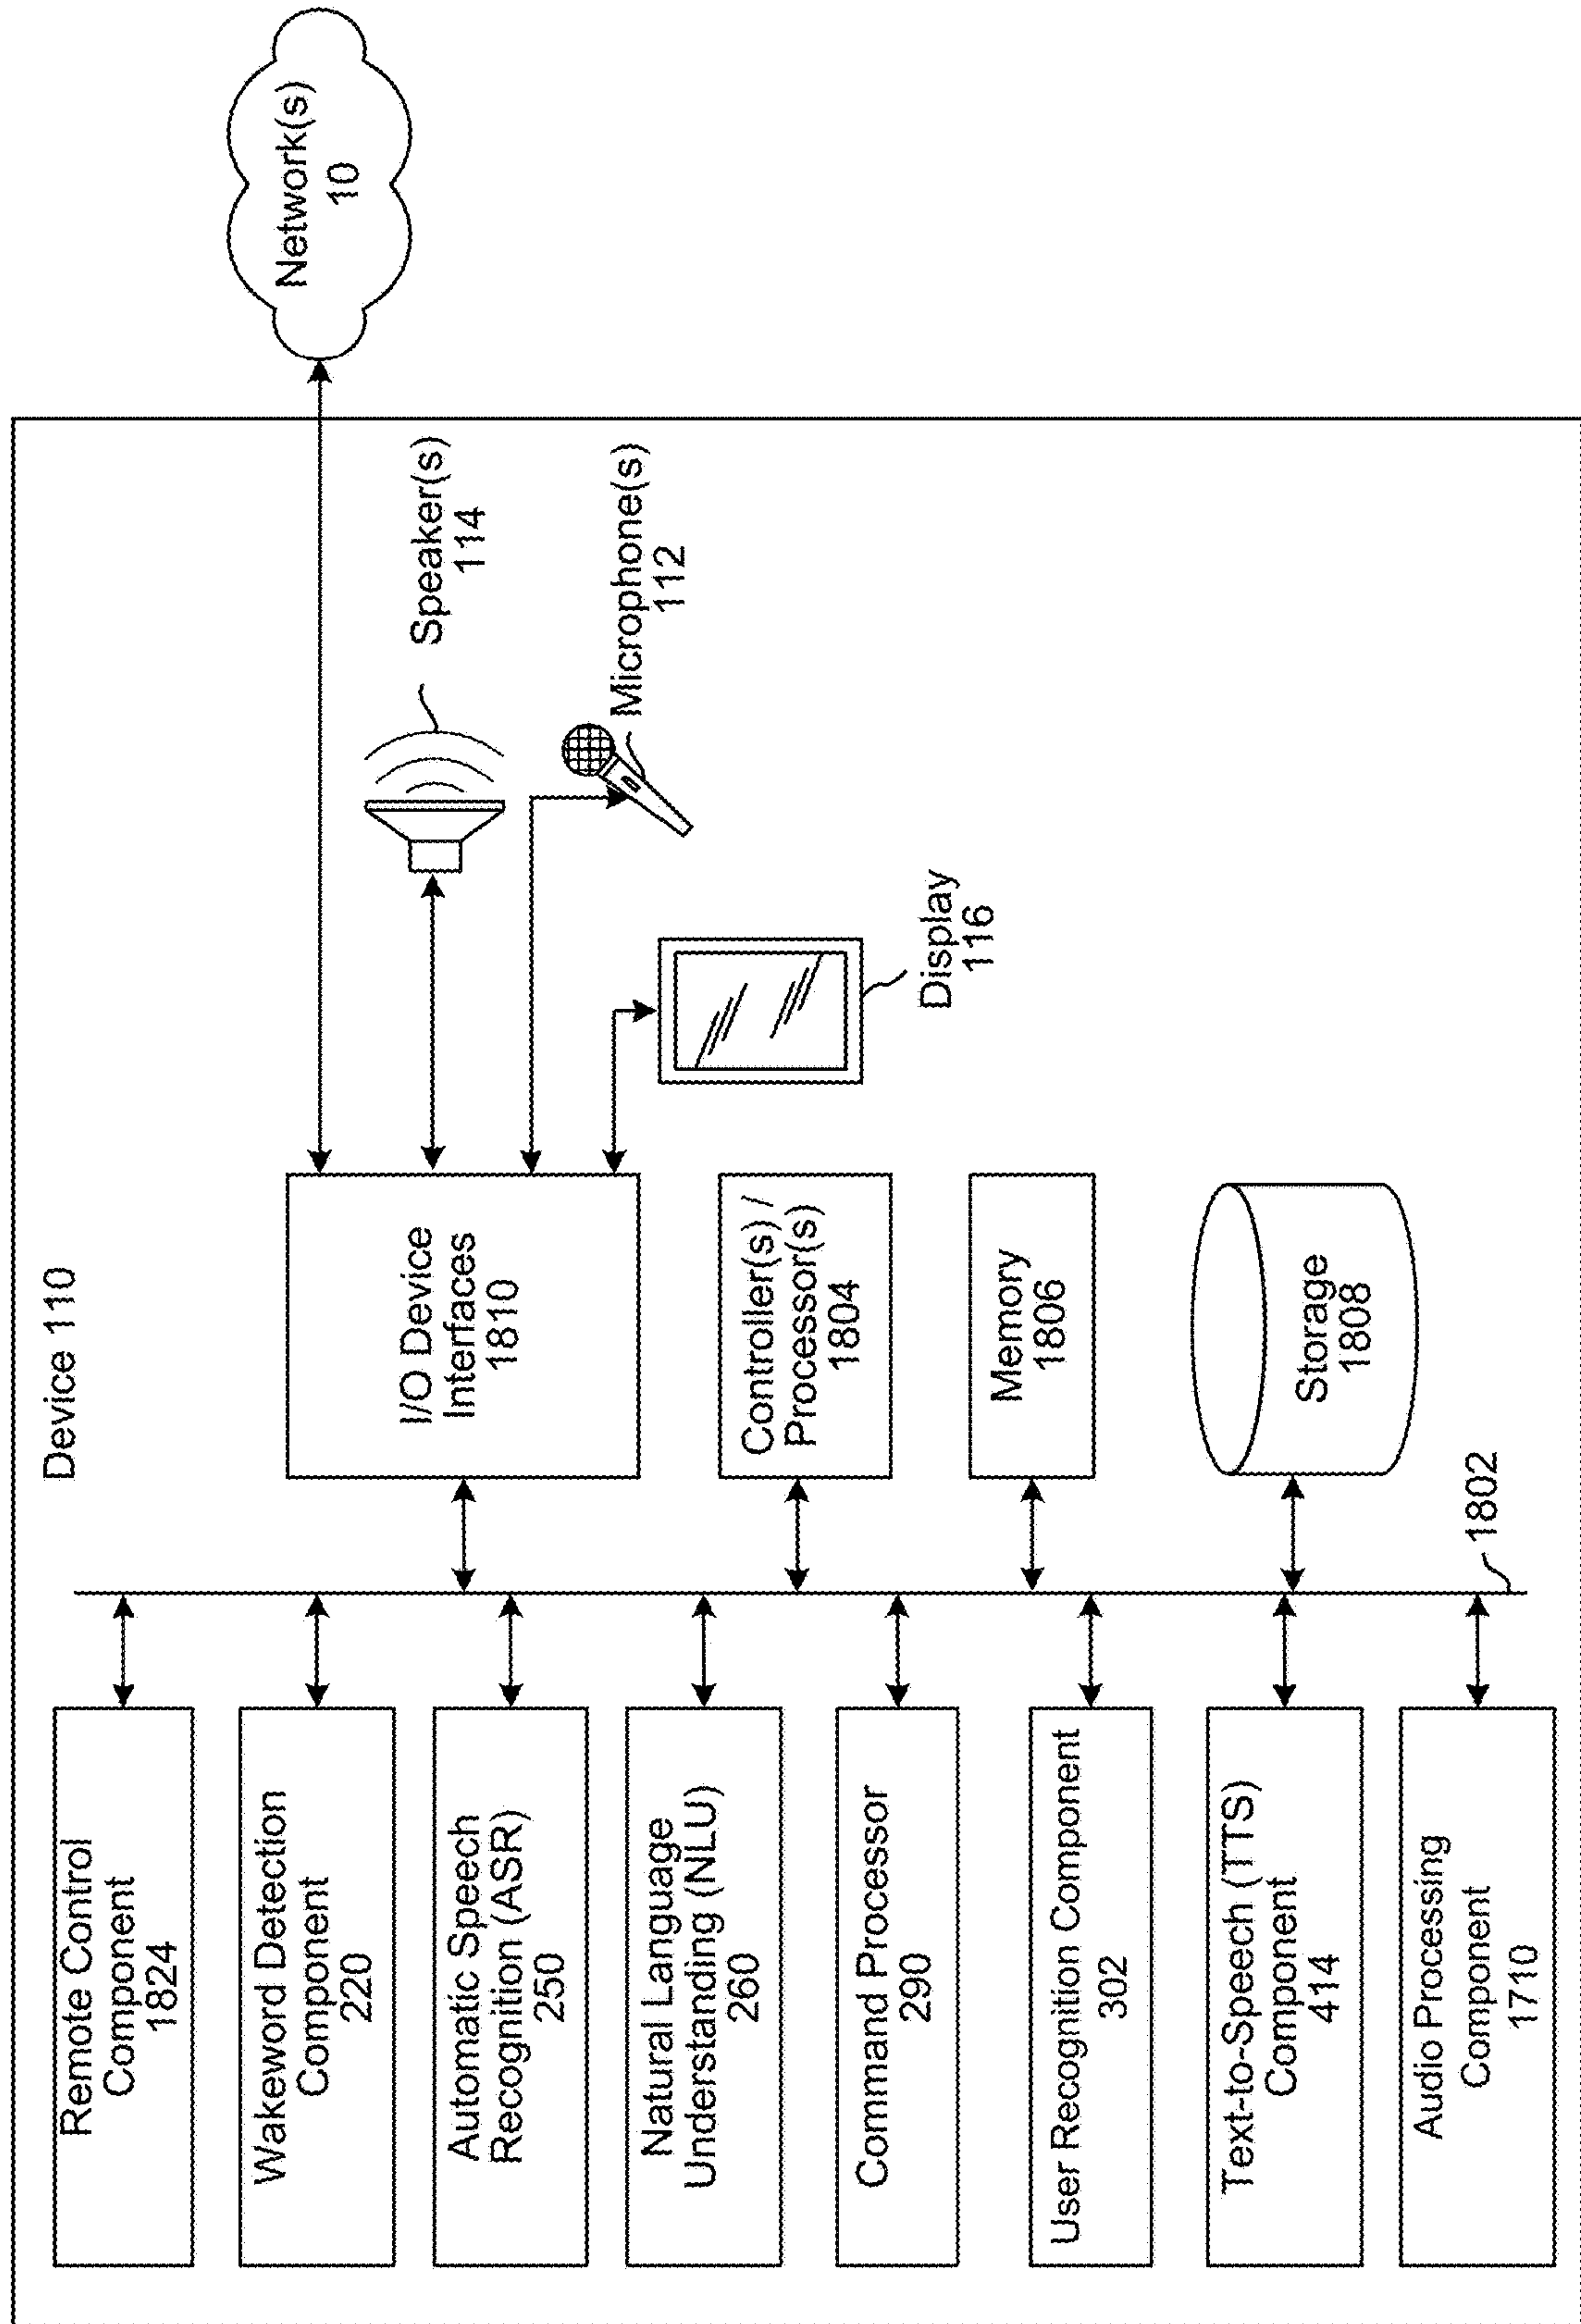 Device 110
Remote Control
Component
1824
Wakeword Detection
Component
220
Automatic Speech
Recognition (ASR)
250
Natural Language
Understanding (NLU)
260
Command Processor
290
User Recognition Component
302
Text-to-Speech (TTS)
Component
414
Audio Processing
Component
1710
1802
I/O Device
Interfaces
1810
Controller(s) /
Processor(s)
1804
Memory
1806
Storage
1808
Display
116
Speaker(s)
114
Microphone(s)
112
Network(s)
10